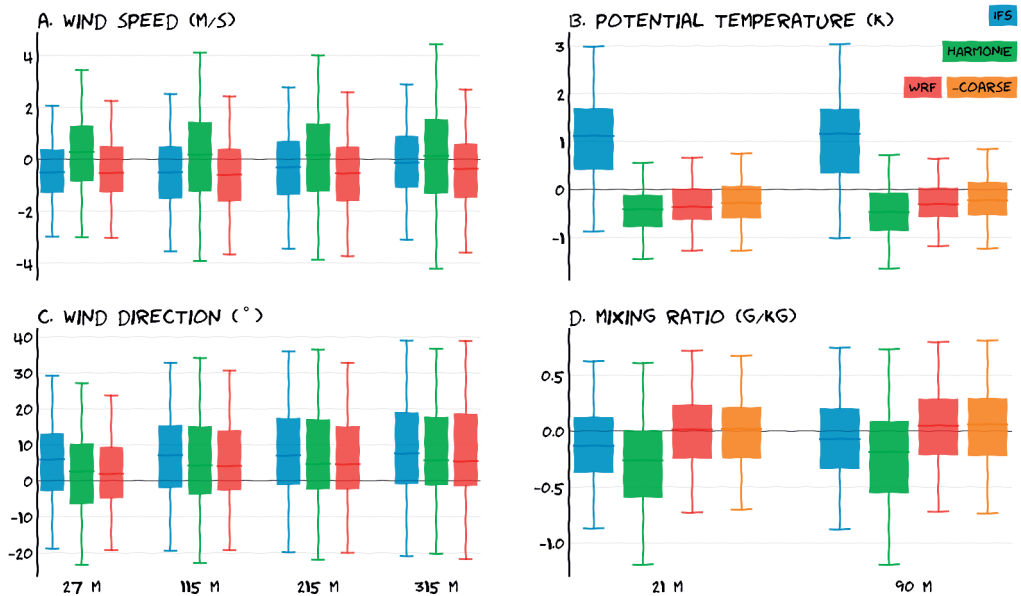 A. WIND SPEED (M/S)
4
2
0
-2
-4
B. POTENTIAL TEMPERATURE (K)
IFS
HARMONIE
WRF
-COARSE
3
2
1
0
-1
C. WIND DIRECTION (°)
40
30
20
10
0
-10
-20
27 M
115 M
215 M
315 M
D. MIXING RATIO (G/KG)
0.5
0.0
-0.5
-1.0
21 M
90 M